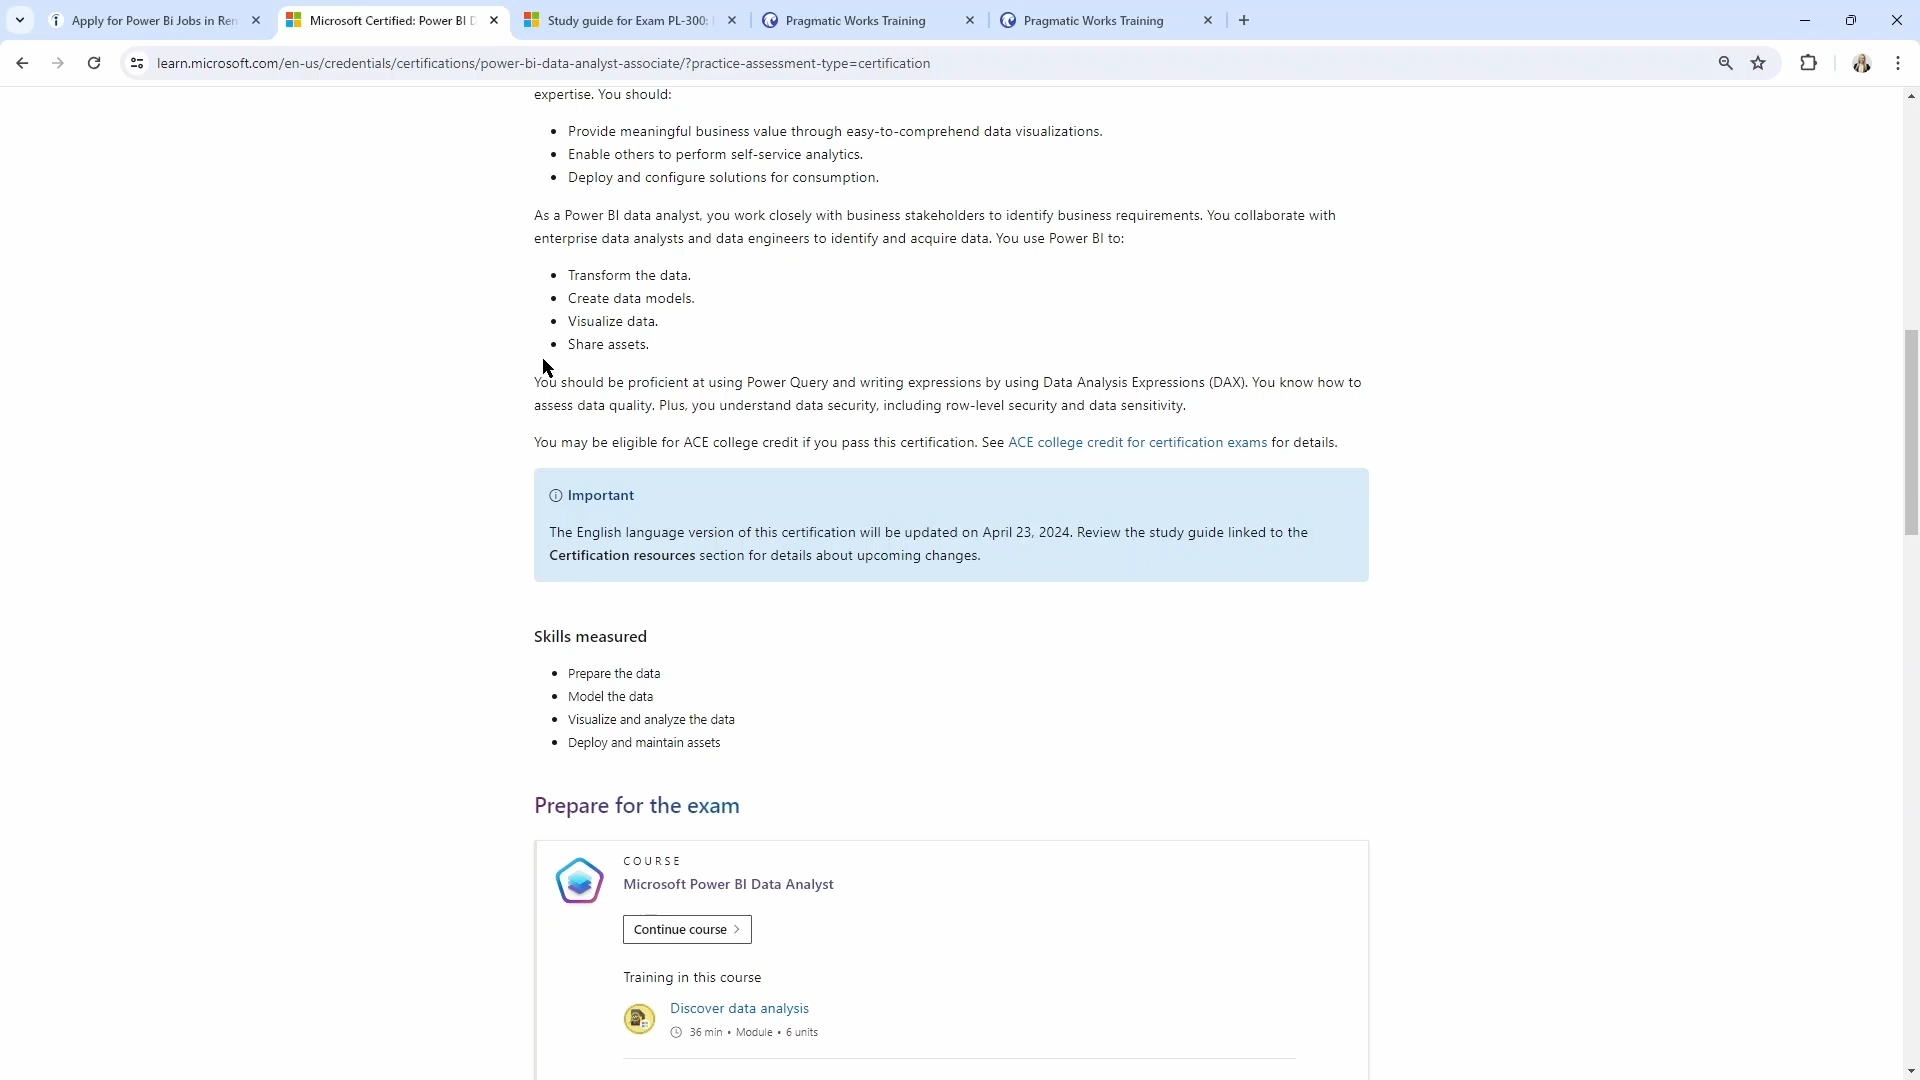 Apply for Power Bi Jobs in Ren
Microsoft Certified: Power BI D
Study guide for Exam PL-300:
Pragmatic Works Training
Pragmatic Works Training
learn.microsoft.com/en-us/credentials/certifications/power-bi-data-analyst-associate/?practice-assessment-type=certification
expertise. You should:
• Provide meaningful business value through easy-to-comprehend data visualizations.
• Enable others to perform self-service analytics.
• Deploy and configure solutions for consumption.
As a Power BI data analyst, you work closely with business stakeholders to identify business requirements. You collaborate with
enterprise data analysts and data engineers to identify and acquire data. You use Power BI to:
• Transform the data.
• Create data models.
• Visualize data.
• Share assets.
You should be proficient at using Power Query and writing expressions by using Data Analysis Expressions (DAX). You know how to
assess data quality. Plus, you understand data security, including row-level security and data sensitivity.
You may be eligible for ACE college credit if you pass this certification. See ACE college credit for certification exams for details.
Important
The English language version of this certification will be updated on April 23, 2024. Review the study guide linked to the
Certification resources section for details about upcoming changes.
Skills measured
• Prepare the data
• Model the data
• Visualize and analyze the data
• Deploy and maintain assets
Prepare for the exam
COURSE
Microsoft Power BI Data Analyst
Continue course
Training in this course
Discover data analysis
36 min • Module • 6 units